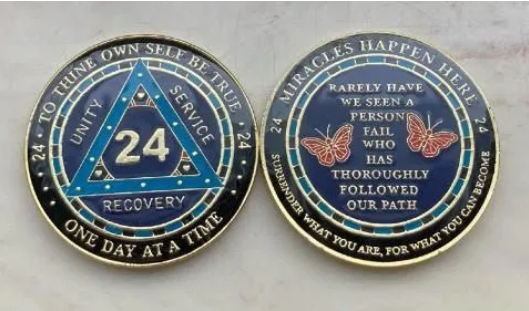 TO THINE OWN SELF BE TRUE
UNITY
SERVICE
24
24
24
RECOVERY
ONE DAY AT A TIME
MIRACLES HAPPEN HERE
24
24
RARELY HAVE
WE SEEN A
PERSON
FAIL
WHO
HAS
THOROUGHLY
FOLLOWED
OUR PATH
SURRENDER WHAT YOU ARE, FOR WHAT YOU CAN BECOME